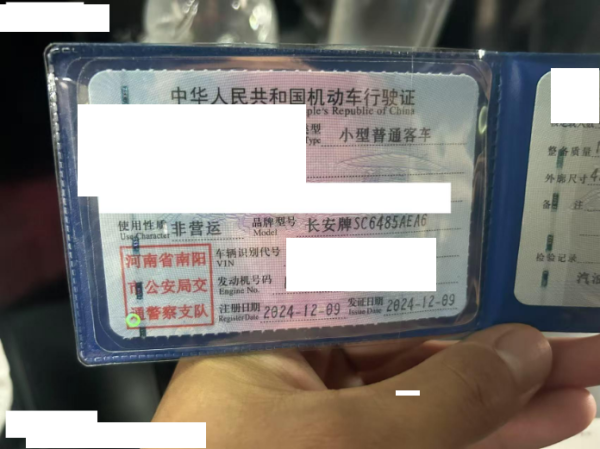 中华人民共和国机动车行驶证
ple's Republic of China
型 小型普通客车
Type
使用性质 非营运 品牌型号 长安牌SC6485AEA6
Use Character Model
河南省南阳 车辆识别代号
VIN
市公安局交 发动机号码
Engine No.
通警察支队 注册日期 2024-12-09 发证日期 2024-12-09
Register Date Issue Date
整备质量 1
外廓尺寸 4
备 注
检验记录
汽油